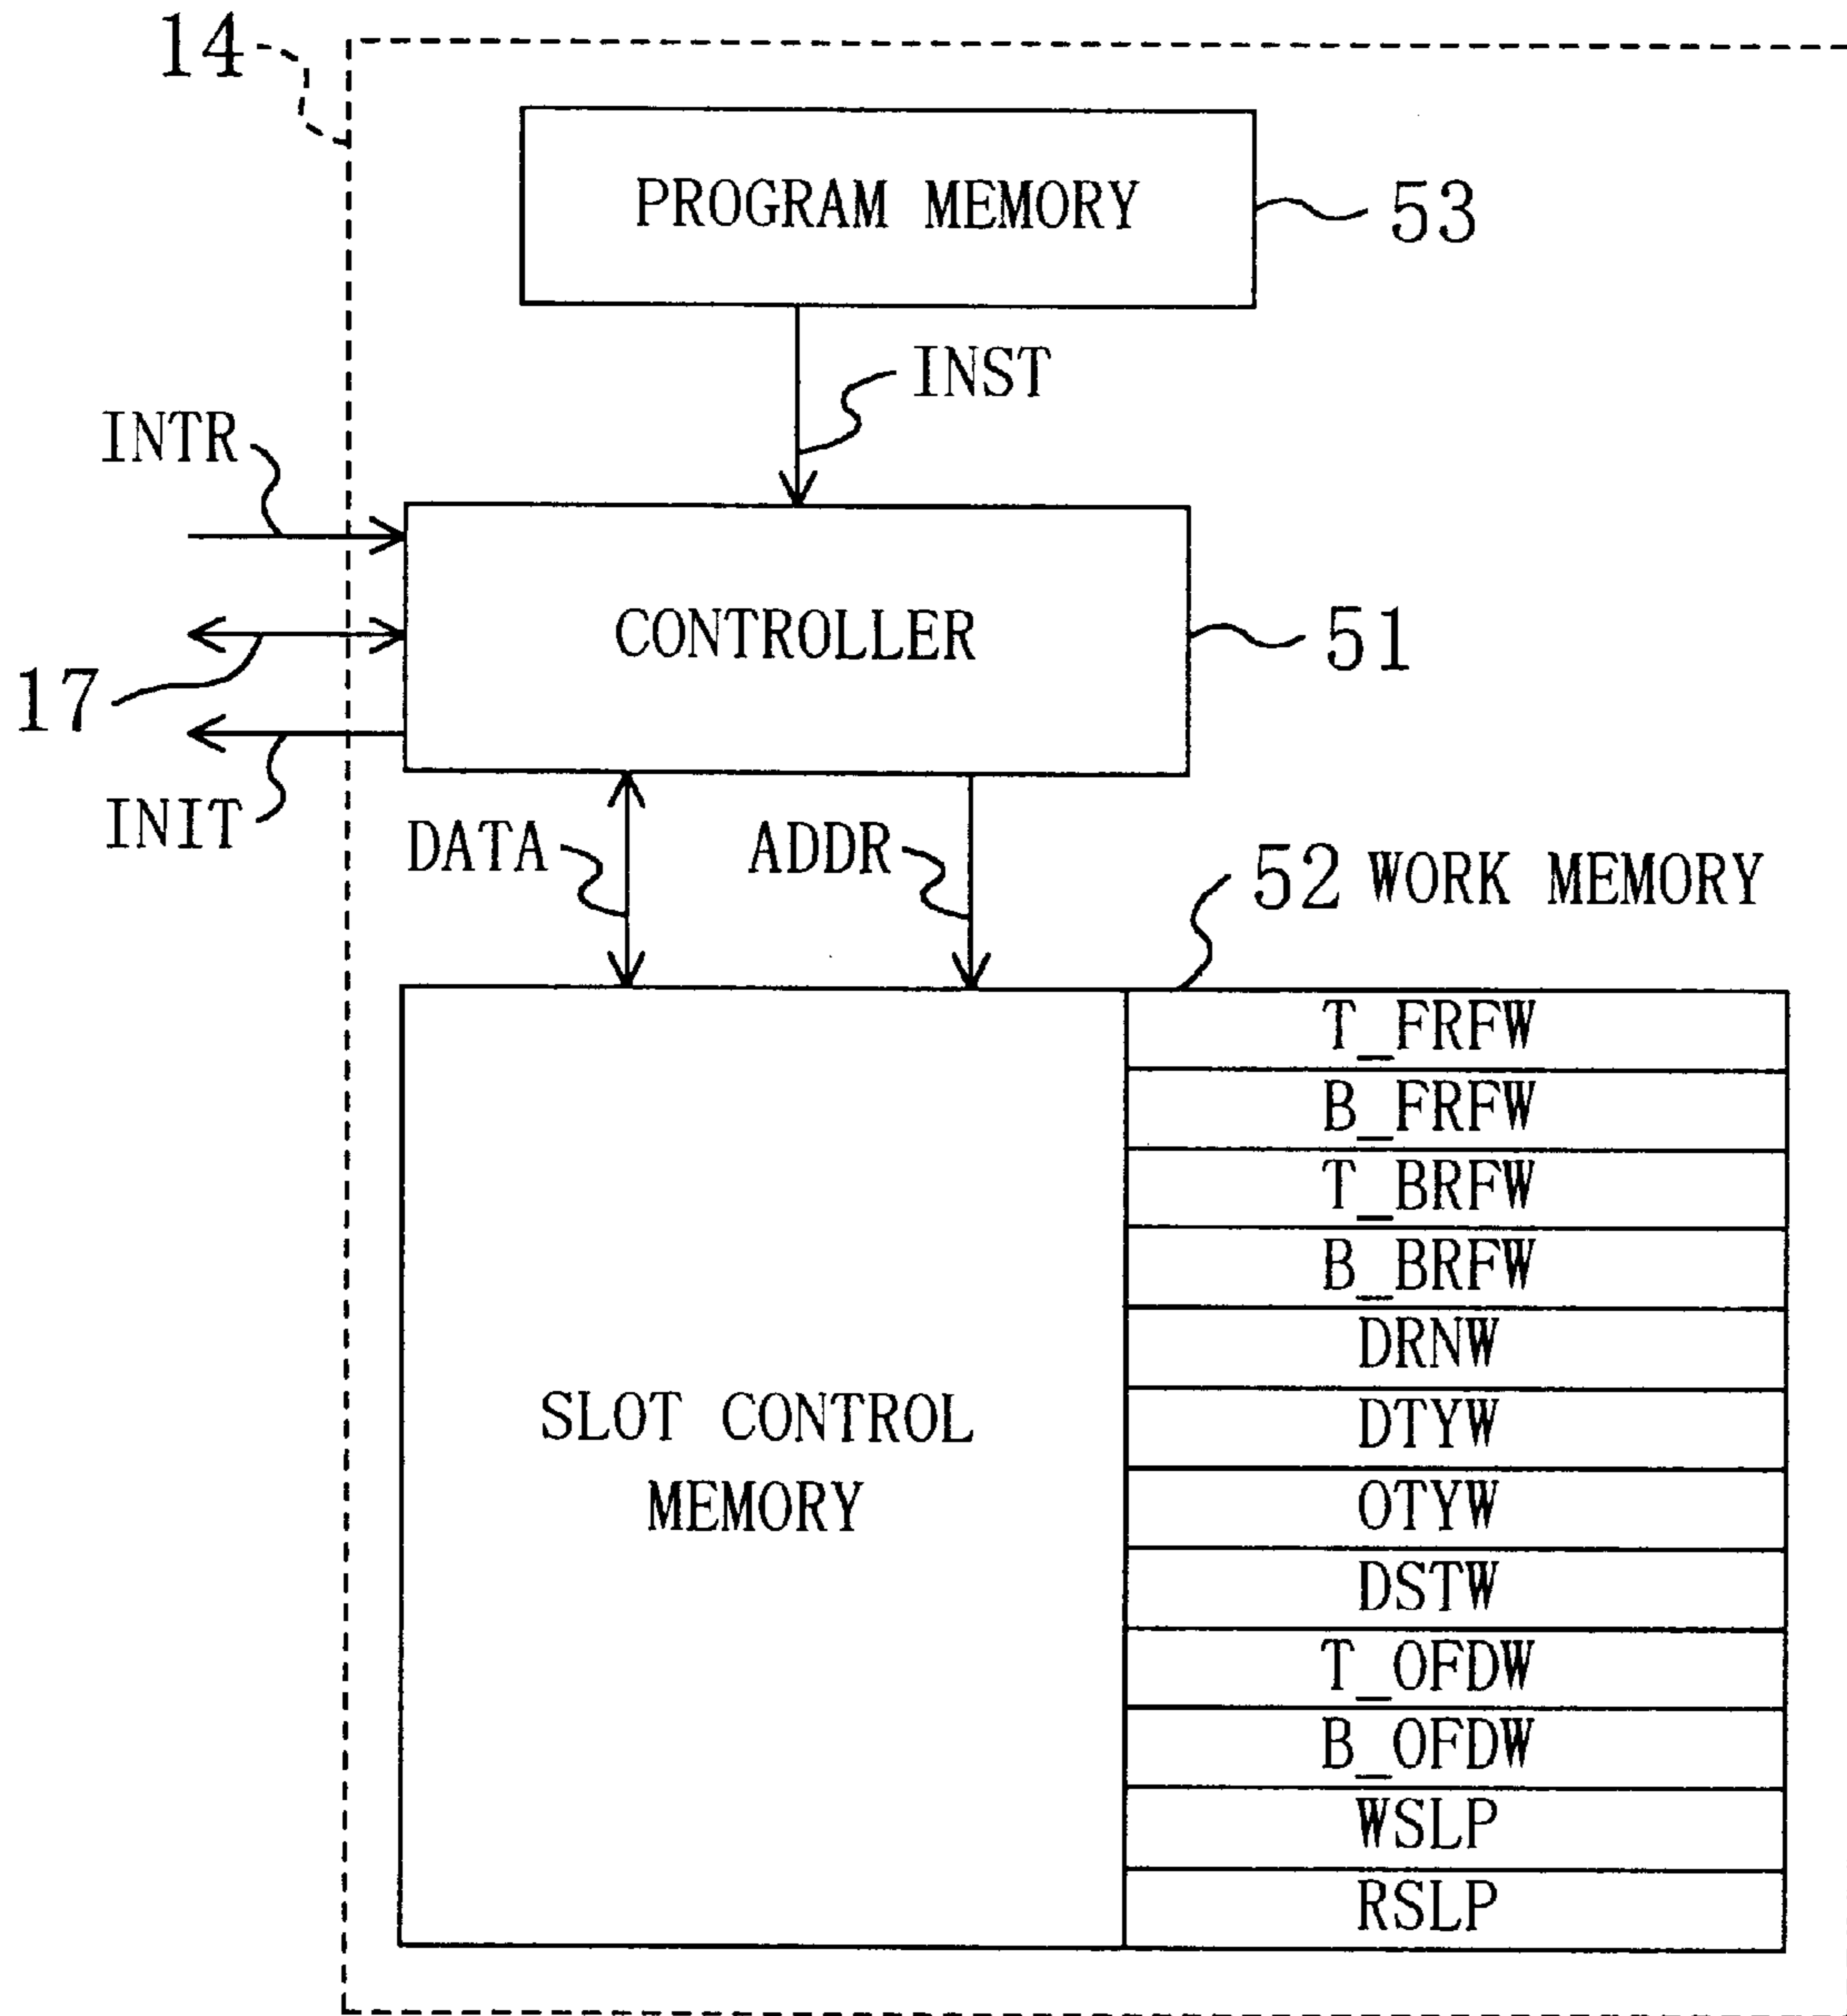 14
PROGRAM MEMORY
53
INST
INTR
CONTROLLER
51
17
INIT
DATA
ADDR
52 WORK MEMORY
SLOT CONTROL
MEMORY
T_FRFW
B_FRFW
T_BRFW
B_BRFW
DRNW
DTYW
OTYW
DSTW
T_OFDW
B_OFDW
WSLP
RSLP